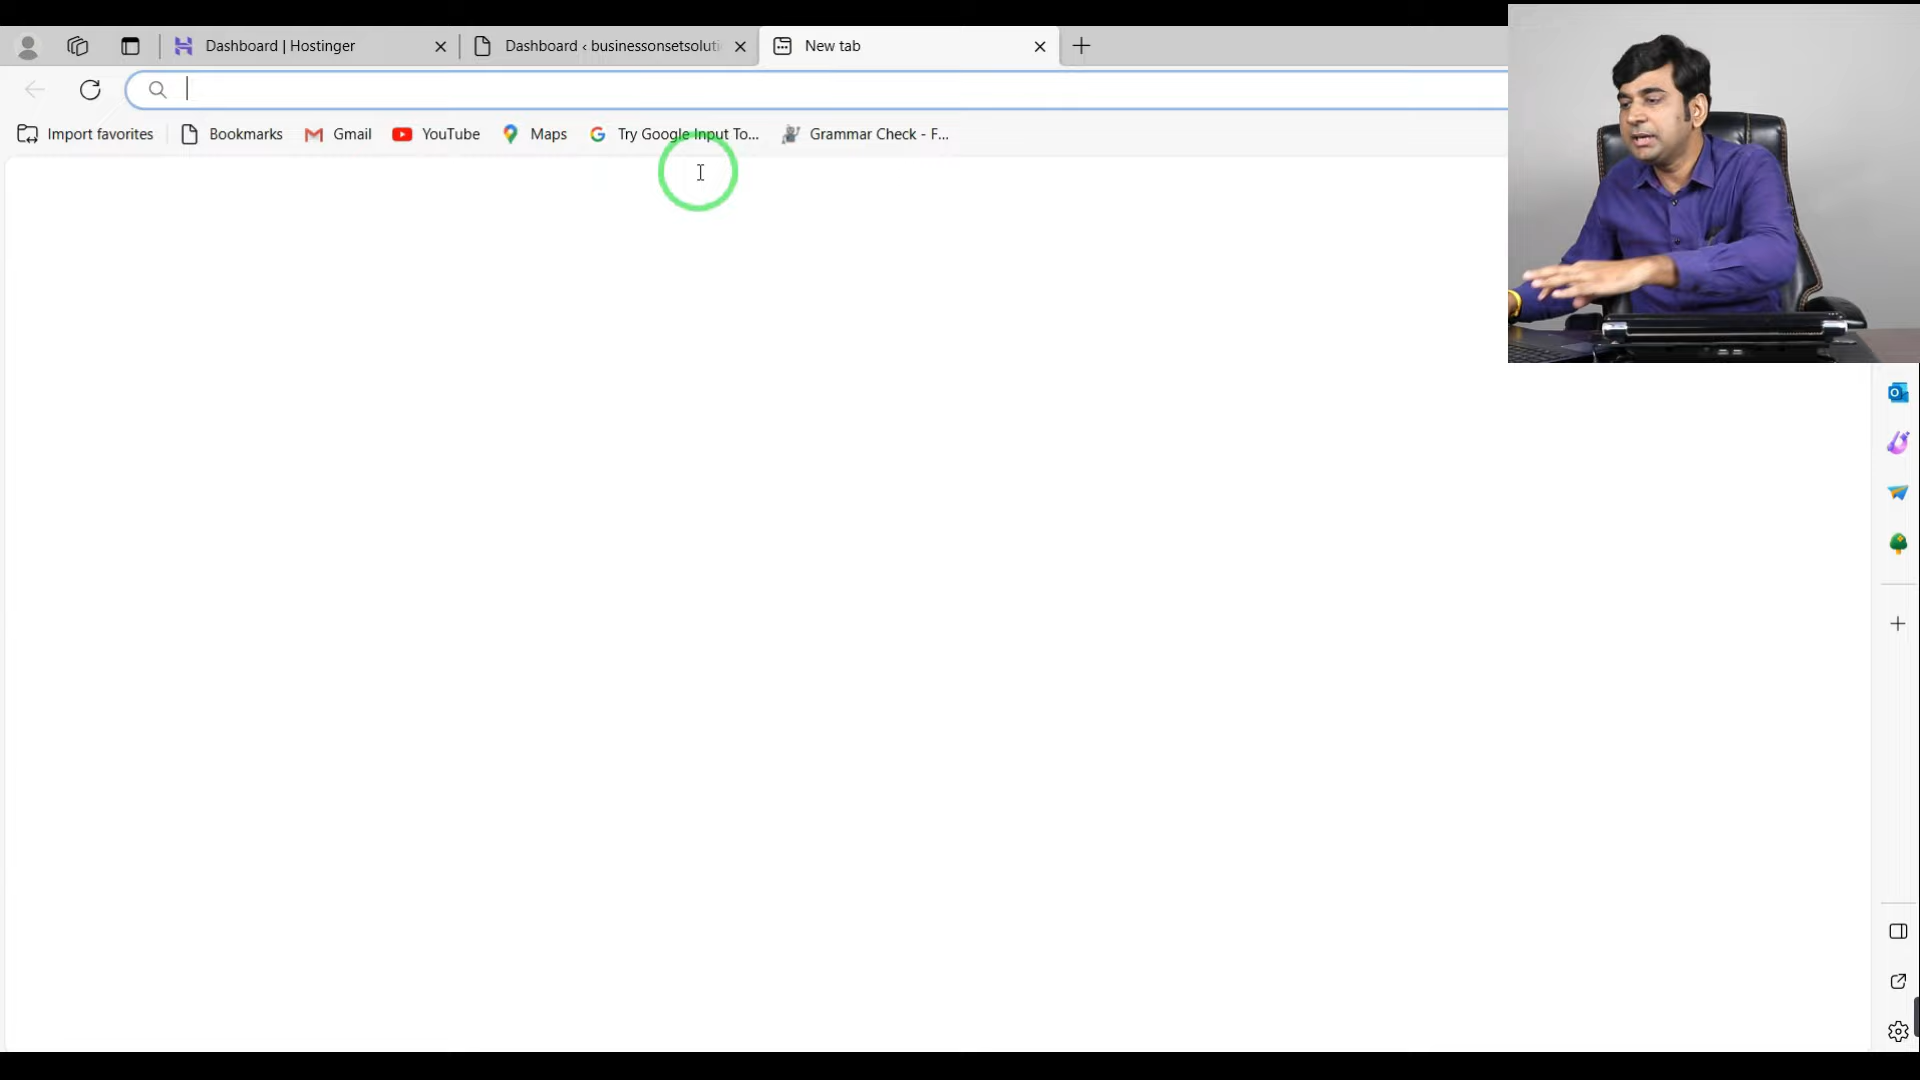 Dashboard | Hostinger
Dashboard ‹ businessonsetsoluti
New tab
Import favorites
Bookmarks
Gmail
YouTube
Maps
Try Google Input To...
Grammar Check - F...